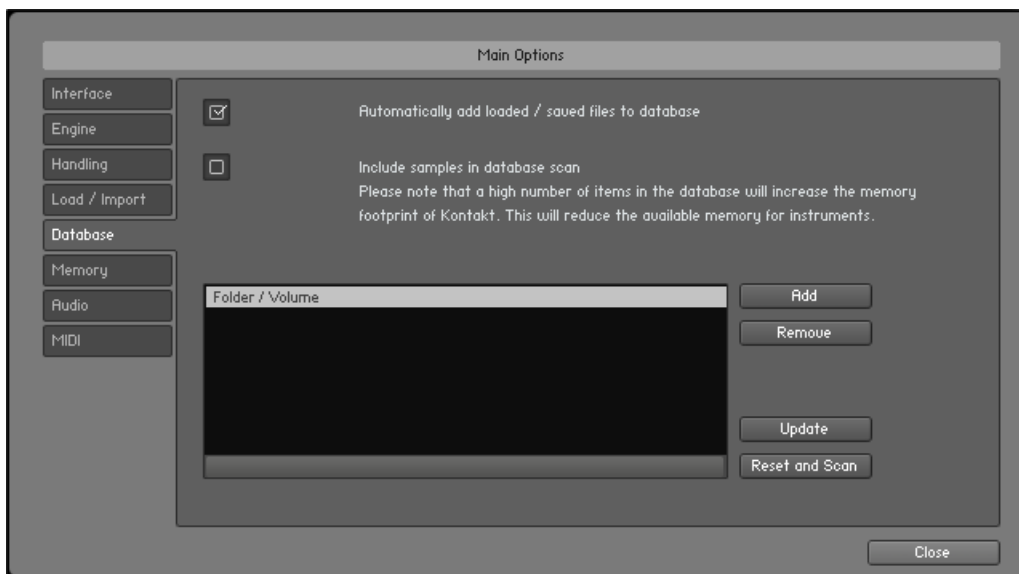 Main Options
Interface
Engine
Handling
Load / Import
Database
Memory
Audio
MIDI
Automatically add loaded / saved files to database
Include samples in database scan
Please note that a high number of items in the database will increase the memory
footprint of Kontakt. This will reduce the available memory for instruments.
Folder / Volume
Add
Remove
Update
Reset and Scan
Close